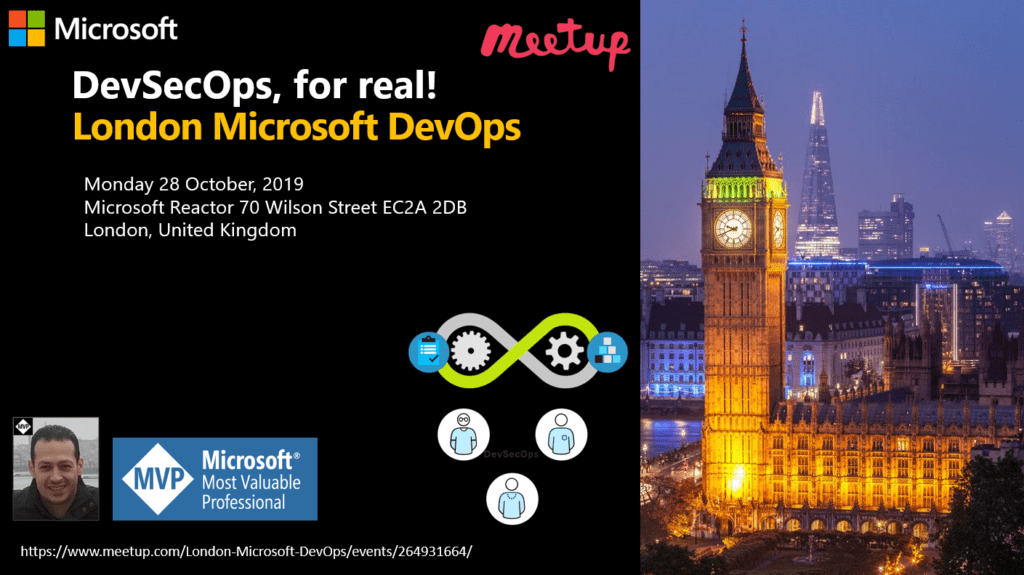 Microsoft
meetup
DevSecOps, for real!
London Microsoft DevOps
Monday 28 October, 2019
Microsoft Reactor 70 Wilson Street EC2A 2DB
London, United Kingdom
DevSecOps
MVP
MVP
Microsoft®
Most Valuable
Professional
https://www.meetup.com/London-Microsoft-DevOps/events/264931664/